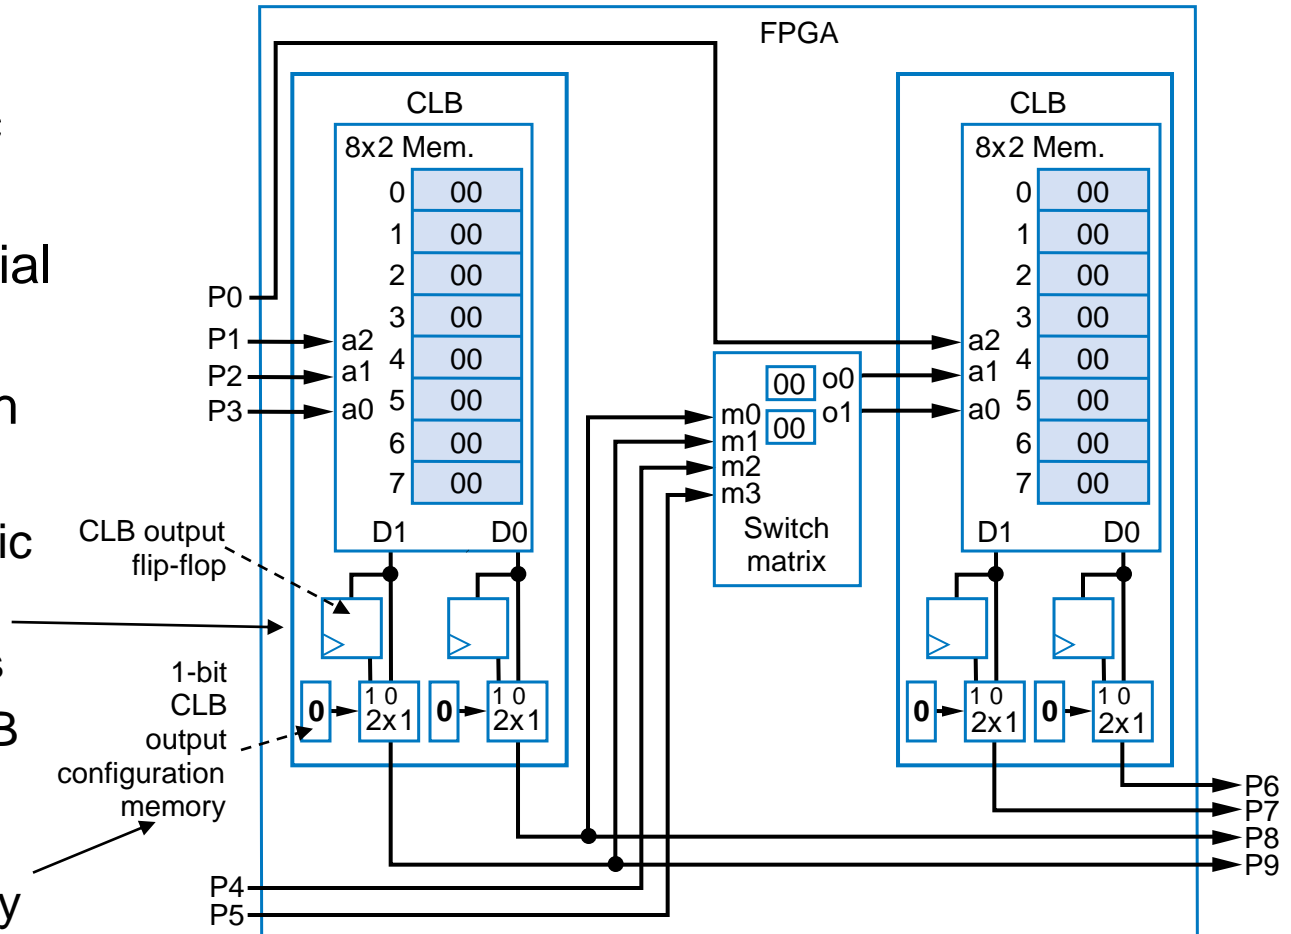 FPGA
CLB
8x2 Mem.
0 00
1 00
2 00
3 00
4 00
5 00
6 00
7 00
a2
a1
a0
D1 D0
1 0
2x1
0
1 0
2x1
0
P0
P1
P2
P3
P4
P5
00 o0
00 o1
m0
m1
m2
m3
Switch
matrix
CLB
8x2 Mem.
0 00
1 00
2 00
3 00
4 00
5 00
6 00
7 00
a2
a1
a0
D1 D0
1 0
2x1
0
1 0
2x1
0
P6
P7
P8
P9
CLB output
flip-flop
1-bit
CLB
output
configuration
memory
ial
n
ic
s
B
y